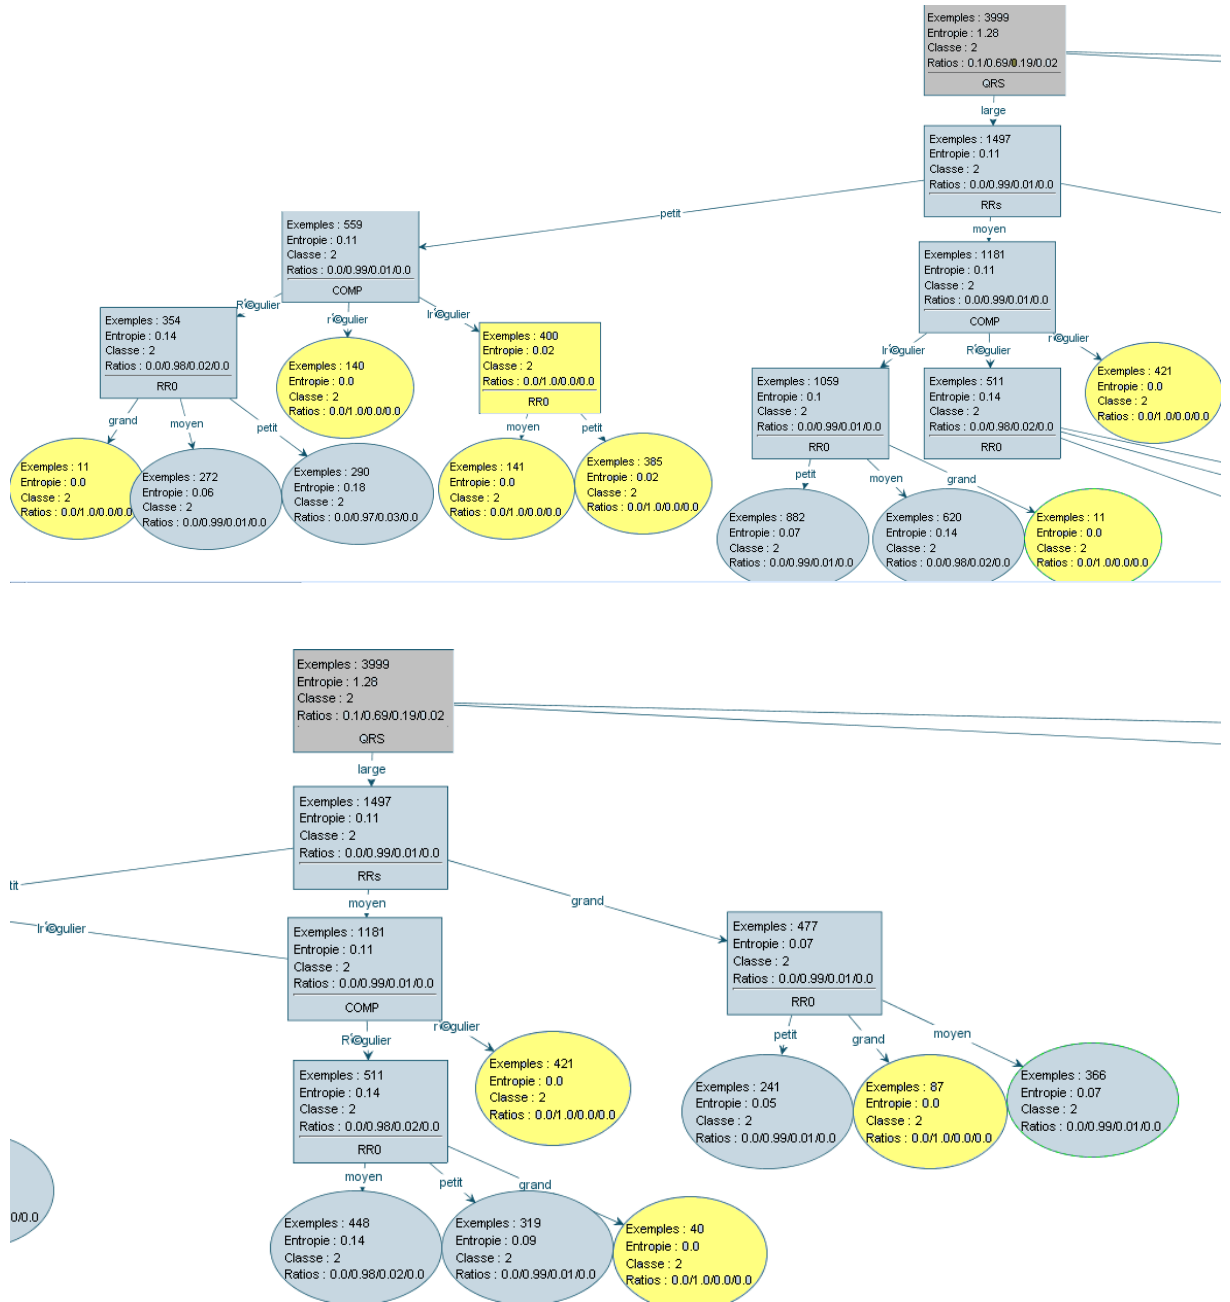 Exemples : 3999
Entropie : 1.28
Classe : 2
Ratios : 0.1/0.69/0.19/0.02
QRS
large
Exemples : 1497
Entropie : 0.11
Classe : 2
Ratios : 0.0/0.99/0.01/0.0
RRs
petit
moyen
Exemples : 559
Entropie : 0.11
Classe : 2
Ratios : 0.0/0.99/0.01/0.0
COMP
Exemples : 1181
Entropie : 0.11
Classe : 2
Ratios : 0.0/0.99/0.01/0.0
COMP
R´©gulier
r´©gulier
Ir´©gulier
Exemples : 354
Entropie : 0.14
Classe : 2
Ratios : 0.0/0.98/0.02/0.0
RR0
Exemples : 140
Entropie : 0.0
Classe : 2
Ratios : 0.0/1.0/0.0/0.0
Exemples : 400
Entropie : 0.02
Classe : 2
Ratios : 0.0/1.0/0.0/0.0
RR0
Ir´©gulier
R´©gulier
r´©gulier
Exemples : 1059
Entropie : 0.1
Classe : 2
Ratios : 0.0/0.99/0.01/0.0
RR0
Exemples : 511
Entropie : 0.14
Classe : 2
Ratios : 0.0/0.98/0.02/0.0
RR0
Exemples : 421
Entropie : 0.0
Classe : 2
Ratios : 0.0/1.0/0.0/0.0
grand
moyen
petit
moyen
petit
Exemples : 11
Entropie : 0.0
Classe : 2
Ratios : 0.0/1.0/0.0/0.0
Exemples : 272
Entropie : 0.06
Classe : 2
Ratios : 0.0/0.99/0.01/0.0
Exemples : 290
Entropie : 0.18
Classe : 2
Ratios : 0.0/0.97/0.03/0.0
Exemples : 141
Entropie : 0.0
Classe : 2
Ratios : 0.0/1.0/0.0/0.0
Exemples : 385
Entropie : 0.02
Classe : 2
Ratios : 0.0/1.0/0.0/0.0
petit
moyen
grand
Exemples : 882
Entropie : 0.07
Classe : 2
Ratios : 0.0/0.99/0.01/0.0
Exemples : 620
Entropie : 0.14
Classe : 2
Ratios : 0.0/0.98/0.02/0.0
Exemples : 11
Entropie : 0.0
Classe : 2
Ratios : 0.0/1.0/0.0/0.0
Exemples : 3999
Entropie : 1.28
Classe : 2
Ratios : 0.1/0.69/0.19/0.02
QRS
large
Exemples : 1497
Entropie : 0.11
Classe : 2
Ratios : 0.0/0.99/0.01/0.0
RRs
tit
moyen
grand
Ir´©gulier
Exemples : 1181
Entropie : 0.11
Classe : 2
Ratios : 0.0/0.99/0.01/0.0
COMP
Exemples : 477
Entropie : 0.07
Classe : 2
Ratios : 0.0/0.99/0.01/0.0
RR0
R´©gulier
r´©gulier
petit
grand
moyen
Exemples : 511
Entropie : 0.14
Classe : 2
Ratios : 0.0/0.98/0.02/0.0
RR0
Exemples : 421
Entropie : 0.0
Classe : 2
Ratios : 0.0/1.0/0.0/0.0
Exemples : 241
Entropie : 0.05
Classe : 2
Ratios : 0.0/0.99/0.01/0.0
Exemples : 87
Entropie : 0.0
Classe : 2
Ratios : 0.0/1.0/0.0/0.0
Exemples : 366
Entropie : 0.07
Classe : 2
Ratios : 0.0/0.99/0.01/0.0
moyen
petit
grand
0/0.0
Exemples : 448
Entropie : 0.14
Classe : 2
Ratios : 0.0/0.98/0.02/0.0
Exemples : 319
Entropie : 0.09
Classe : 2
Ratios : 0.0/0.99/0.01/0.0
Exemples : 40
Entropie : 0.0
Classe : 2
Ratios : 0.0/1.0/0.0/0.0